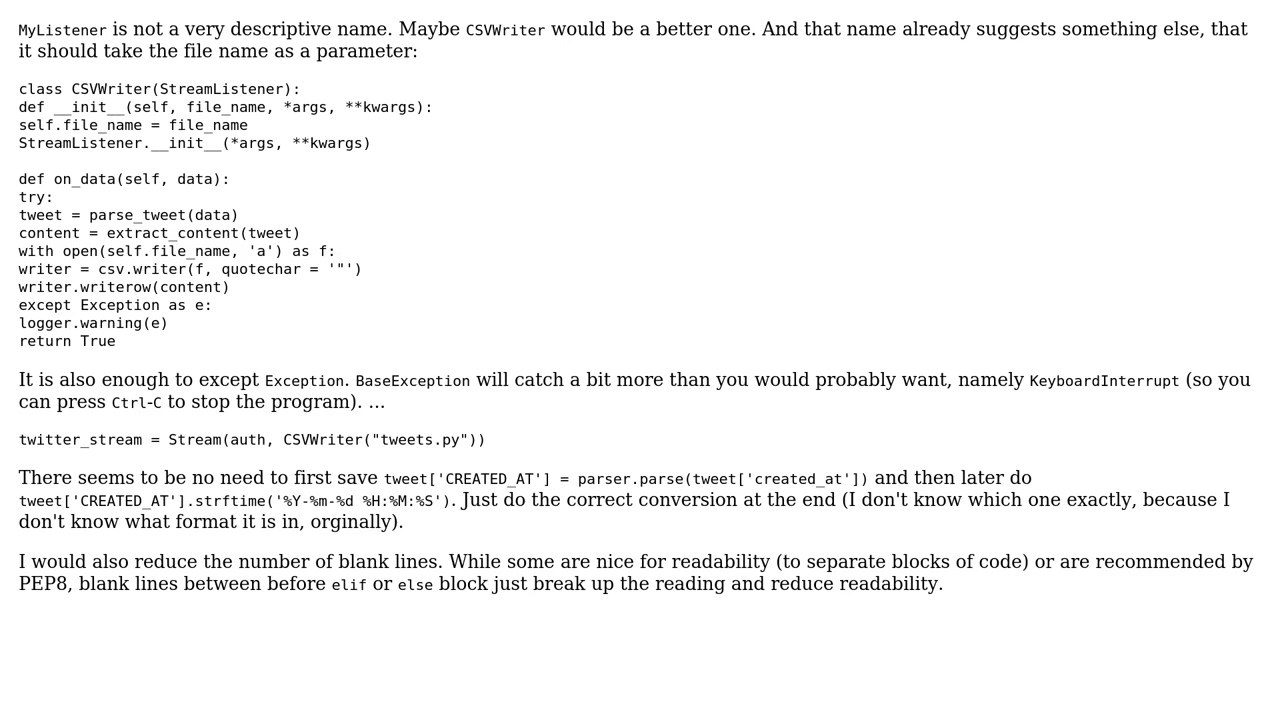 MyListener is not a very descriptive name. Maybe CSVWriter would be a better one. And that name already suggests something else, that
it should take the file name as a parameter:
class CSVWriter(StreamListener):
def __init__(self, file_name, *args, **kwargs):
self.file_name = file_name
StreamListener.__init__(*args, **kwargs)
def on_data(self, data):
try:
tweet = parse_tweet(data)
content = extract_content(tweet)
with open(self.file_name, 'a') as f:
writer = csv.writer(f, quotechar = '"')
writer.writerow(content)
except Exception as e:
logger.warning(e)
return True
It is also enough to except Exception. BaseException will catch a bit more than you would probably want, namely KeyboardInterrupt (so you
can press Ctrl-C to stop the program). ...
twitter_stream = Stream(auth, CSVWriter("tweets.py"))
There seems to be no need to first save tweet['CREATED_AT'] = parser.parse(tweet['created_at']) and then later do
tweet['CREATED_AT'].strftime('%Y-%m-%d %H:%M:%S'). Just do the correct conversion at the end (I don't know which one exactly, because I
don't know what format it is in, orginally).
I would also reduce the number of blank lines. While some are nice for readability (to separate blocks of code) or are recommended by
PEP8, blank lines between before elif or else block just break up the reading and reduce readability.